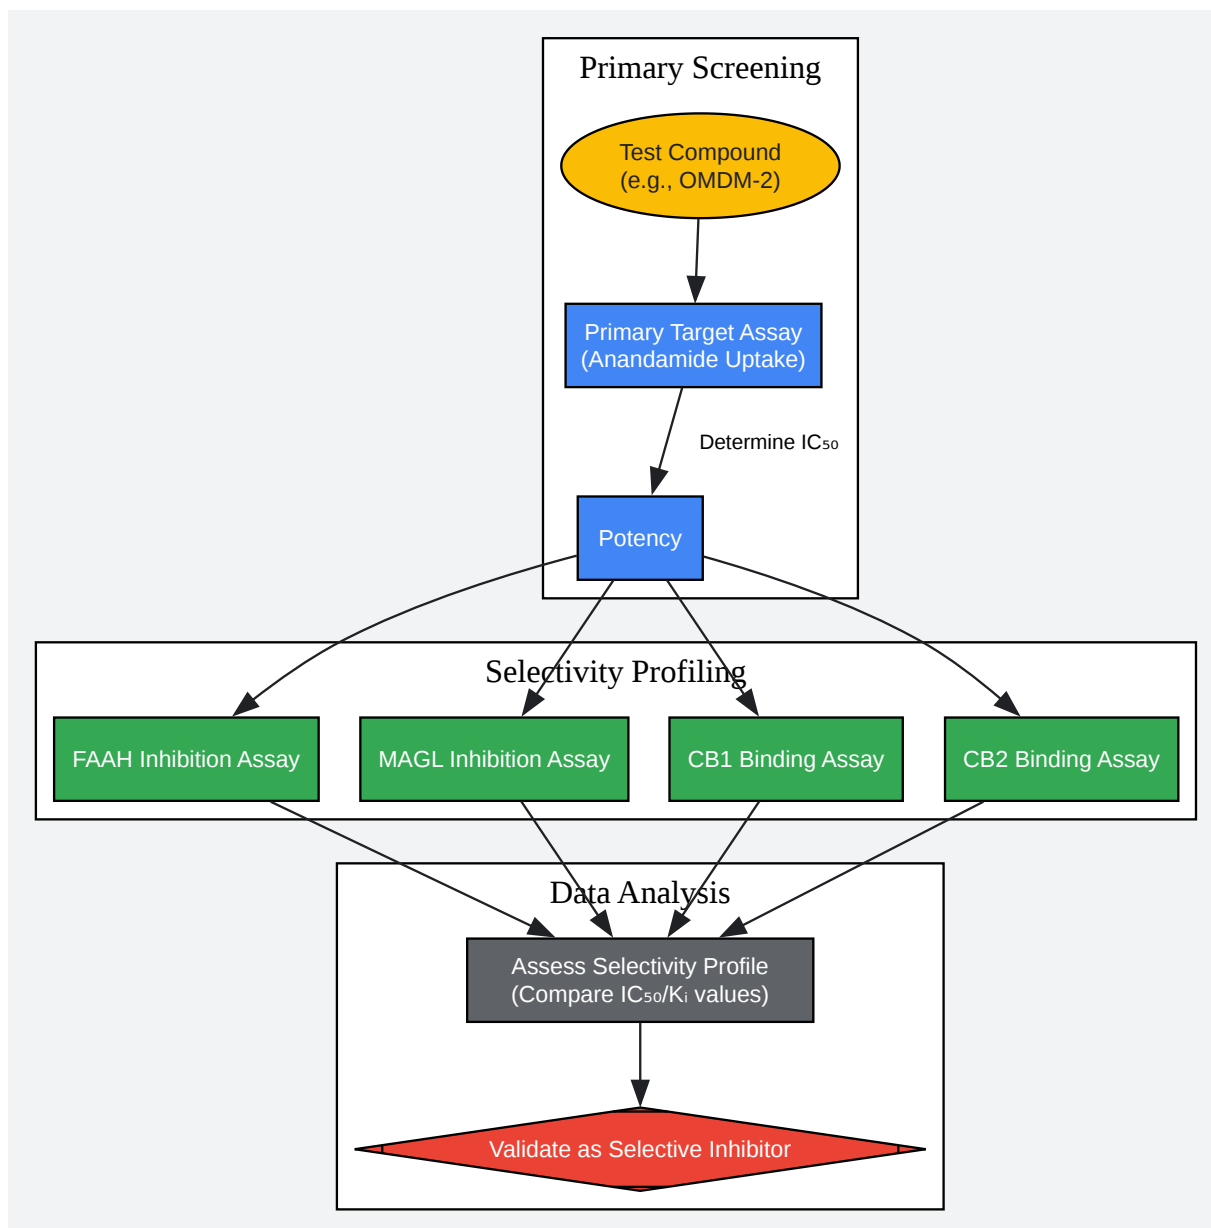 Primary Screening
Test Compound
(e.g., OMDM-2)
Primary Target Assay
(Anandamide Uptake)
Determine IC₅₀
Potency
Selectivity Profiling
FAAH Inhibition Assay
MAGL Inhibition Assay
CB1 Binding Assay
CB2 Binding Assay
Data Analysis
Assess Selectivity Profile
(Compare IC₅₀/Kᵢ values)
Validate as Selective Inhibitor